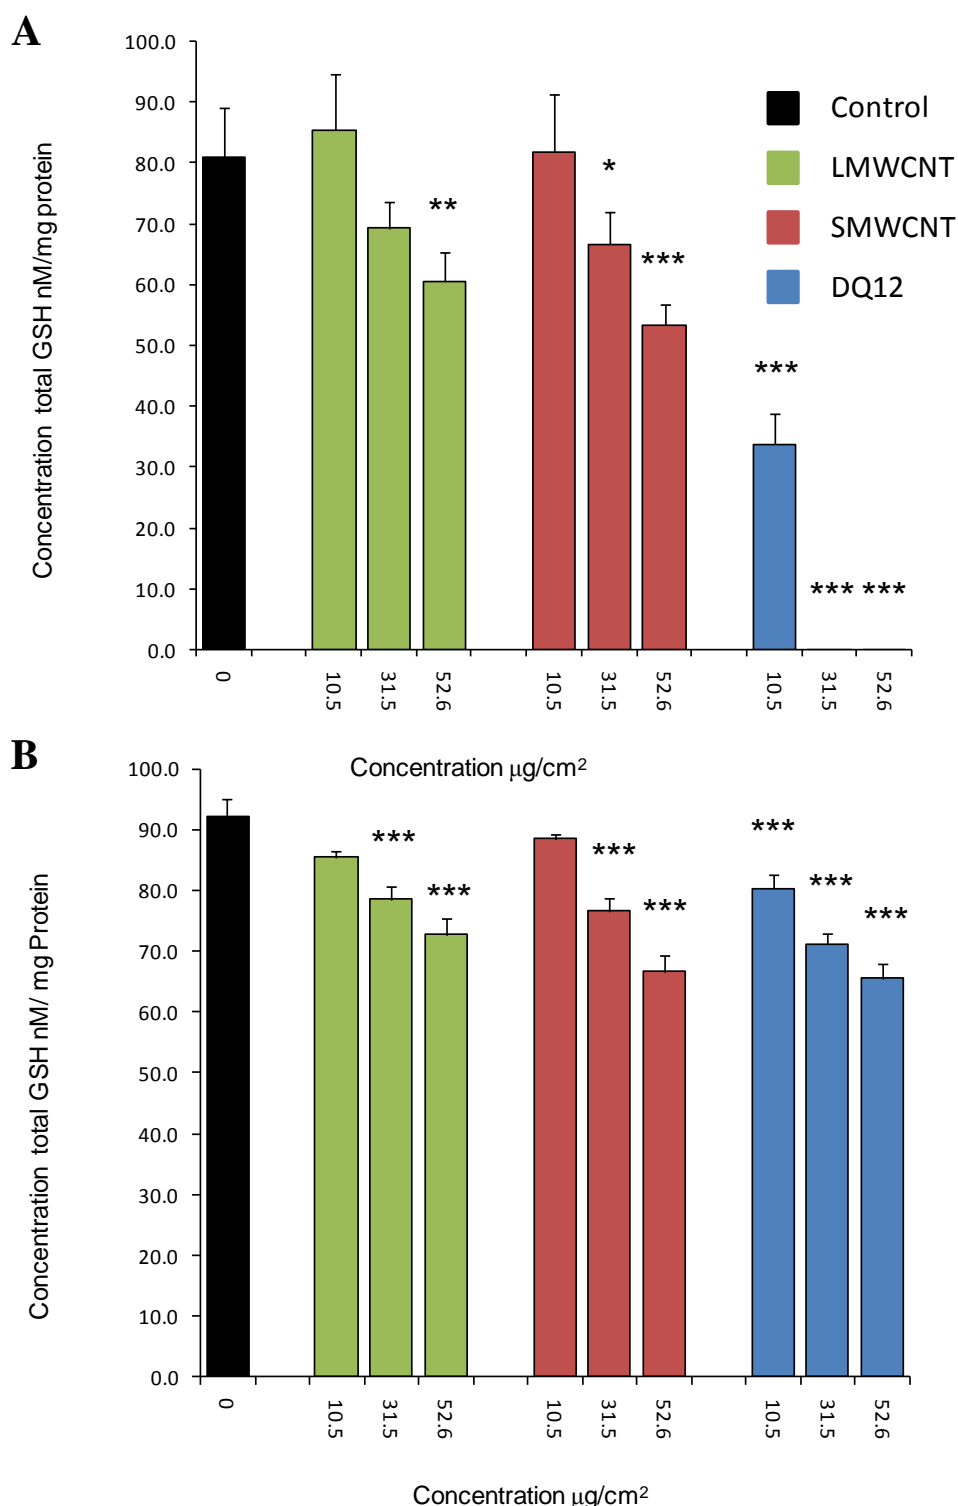 A
100.0
90.0
80.0
70.0
60.0
50.0
40.0
30.0
20.0
10.0
0.0
Concentration total GSH nM/mg protein
Control
LMWCNT
SMWCNT
DQ12
**
*
***
***
*** ***
0 10.5 31.5 52.6 10.5 31.5 52.6 10.5 31.5 52.6
Concentration µg/cm²
B
100.0
90.0
80.0
70.0
60.0
50.0
40.0
30.0
20.0
10.0
0.0
Concentration total GSH nM/ mg Protein
***
***
***
***
***
***
***
0 10.5 31.5 52.6 10.5 31.5 52.6 10.5 31.5 52.6
Concentration µg/cm²